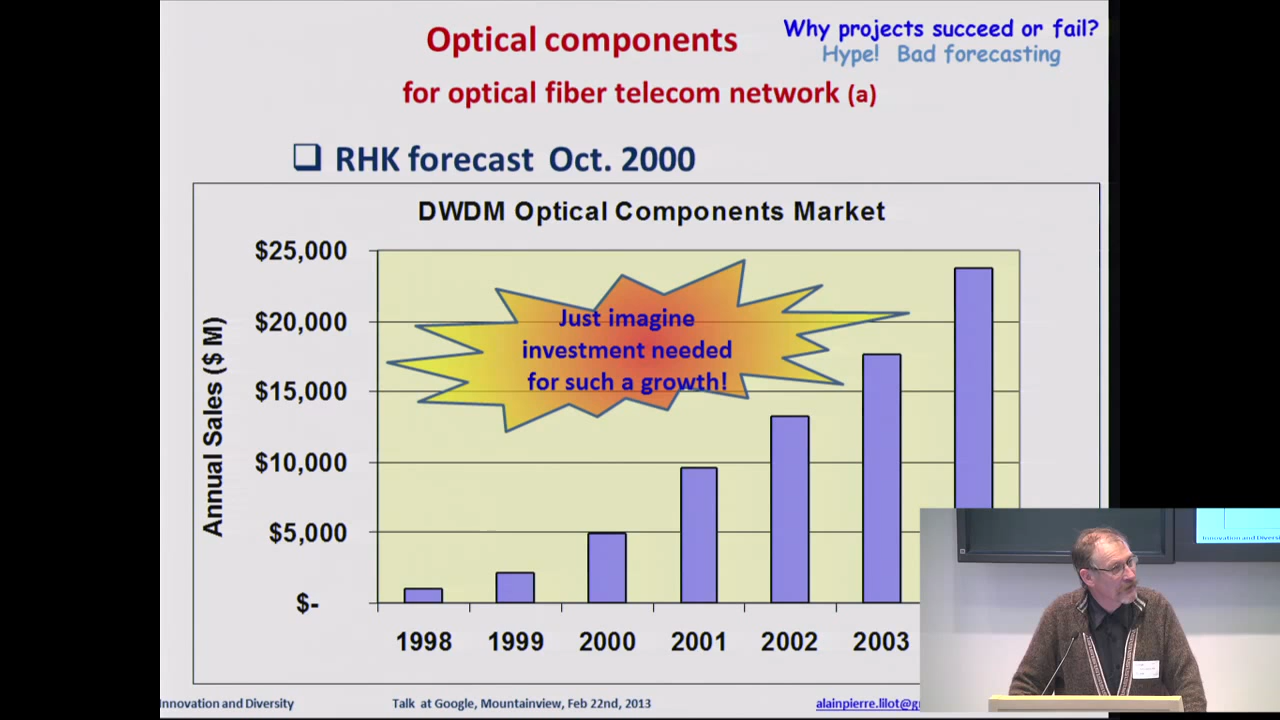 Optical components
Why projects succeed or fail?
Hype! Bad forecasting
for optical fiber telecom network (a)
RHK forecast Oct. 2000
DWDM Optical Components Market
Annual Sales ($ M)
$25,000
$20,000
$15,000
$10,000
$5,000
$-
Just imagine
investment needed
for such a growth!
1998 1999 2000 2001 2002 2003
Innovation and Diversi
Innovation and Diversity
Talk at Google, Mountainview, Feb 22nd, 2013
alainpierre.lilot@g